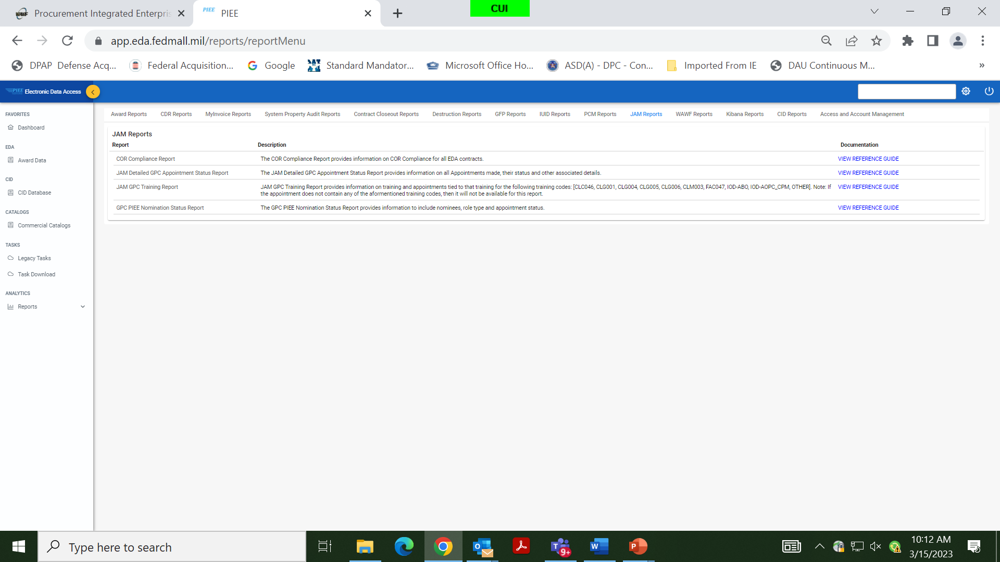 CUI
WAWF Procurement Integrated Enterpris
PIEE PIEE
app.eda.fedmall.mil/reports/reportMenu
DPAP Defense Acq...
Federal Acquisition...
Google
Standard Mandator...
Microsoft Office Ho...
ASD(A) - DPC - Con...
Imported From IE
DAU Continuous M...
»
PIEE Electronic Data Access
FAVORITES
Dashboard
EDA
Award Data
CID
CID Database
CATALOGS
Commercial Catalogs
TASKS
Legacy Tasks
Task Download
ANALYTICS
Reports
Award Reports CDR Reports MyInvoice Reports System Property Audit Reports Contract Closeout Reports Destruction Reports GFP Reports IUID Reports PCM Reports JAM Reports WAWF Reports Kibana Reports CID Reports Access and Account Management
JAM Reports
Report Description Documentation
COR Compliance Report The COR Compliance Report provides information on COR Compliance for all EDA contracts. VIEW REFERENCE GUIDE
JAM Detailed GPC Appointment Status Report The JAM Detailed GPC Appointment Status Report provides information on all Appointments made, their status and other associated details. VIEW REFERENCE GUIDE
JAM GPC Training Report JAM GPC Training Report provides information on training and appointments tied to that training for the following training codes: [CLC046, CLG001, CLG004, CLG005, CLG006, CLM003, FAC047, IOD-ABO, IOD-AOPC_CPM, OTHER]. Note: If VIEW REFERENCE GUIDE
the appointment does not contain any of the aformentioned training codes, then it will not be available for this report.
GPC PIEE Nomination Status Report The GPC PIEE Nomination Status Report provides information to include nominees, role type and appointment status. VIEW REFERENCE GUIDE
Type here to search
9+
10:12 AM
3/15/2023